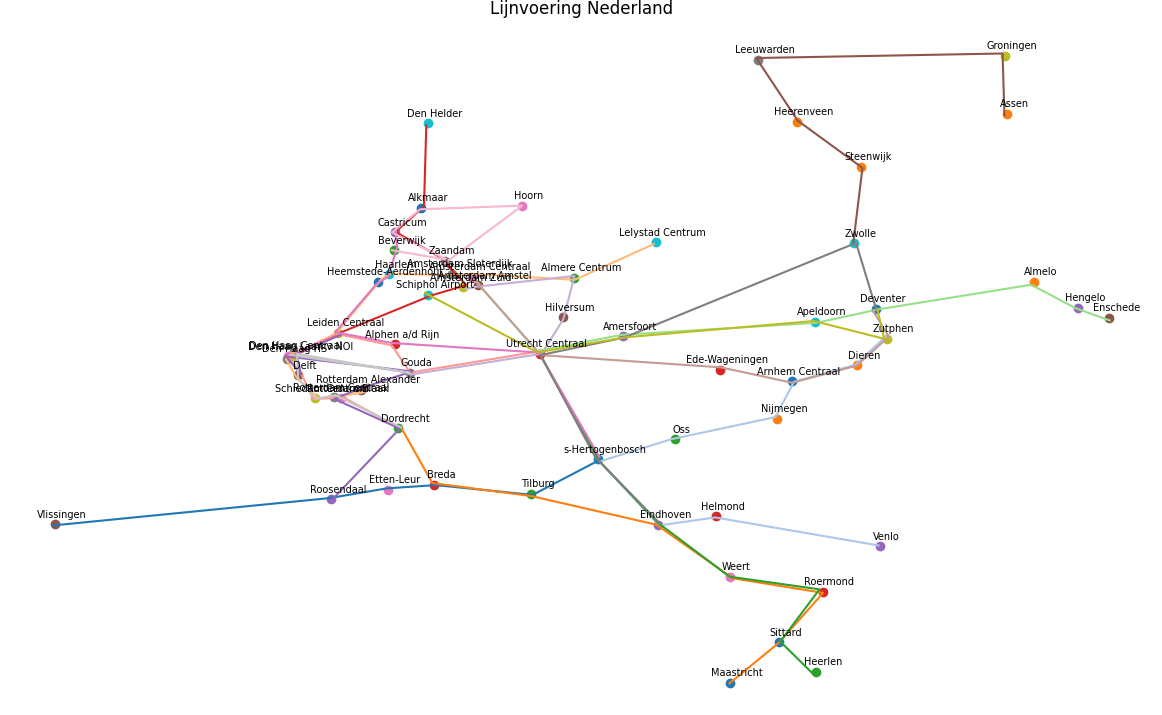 Lijnvoering Nederland
Groningen
Leeuwarden
Assen
Heerenveen
Den Helder
Steenwijk
Hoorn
Alkmaar
Castricum
Lelystad Centrum
Zwolle
Beverwijk
Zaandam
Amsterdam Sloterdijk
Haarlem
Amsterdam Centraal
Almere Centrum
Heemstede-Aerdenhout
Amsterdam Amstel
Amsterdam Zuid
Almelo
Schiphol Airport
Hengelo
Deventer
Enschede
Hilversum
Apeldoorn
Leiden Centraal
Amersfoort
Zutphen
Alphen a/d Rijn
Utrecht Centraal
Den Haag Centraal
Den Haag HS
NOI
Dieren
Ede-Wageningen
Gouda
Delft
Arnhem Centraal
Rotterdam Alexander
Schiedam Centrum
Rotterdam Centraal
Nijmegen
Dordrecht
Oss
s-Hertogenbosch
Breda
Etten-Leur
Tilburg
Roosendaal
Helmond
Vlissingen
Eindhoven
Venlo
Weert
Roermond
Sittard
Heerlen
Maastricht